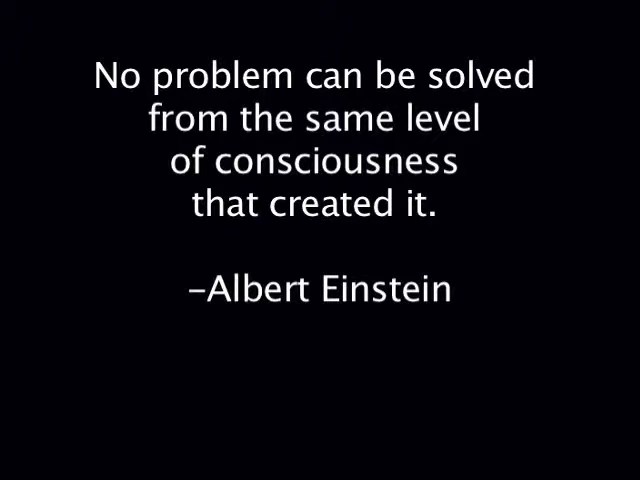 No problem can be solved
from the same level
of consciousness
that created it.
-Albert Einstein